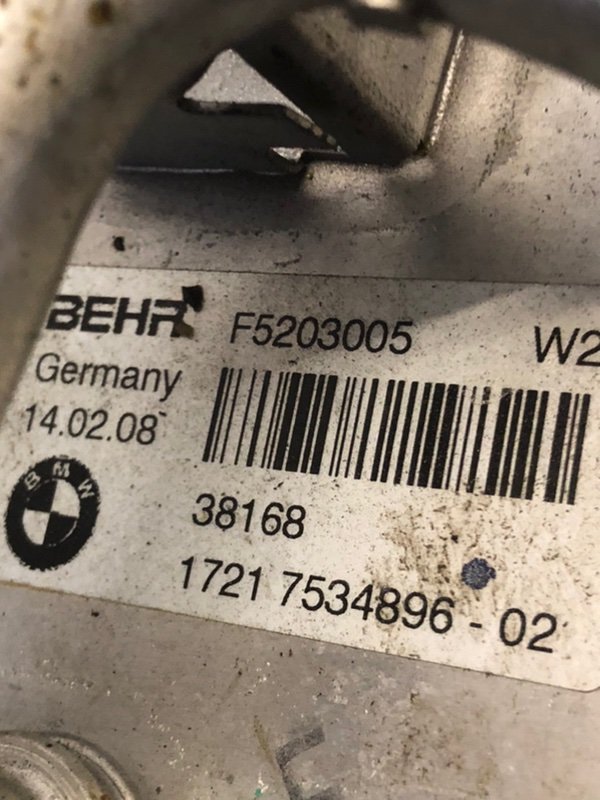 BEHR F5203005 W2
Germany
14.02.08
BMW
38168
1721 7534896 - 02